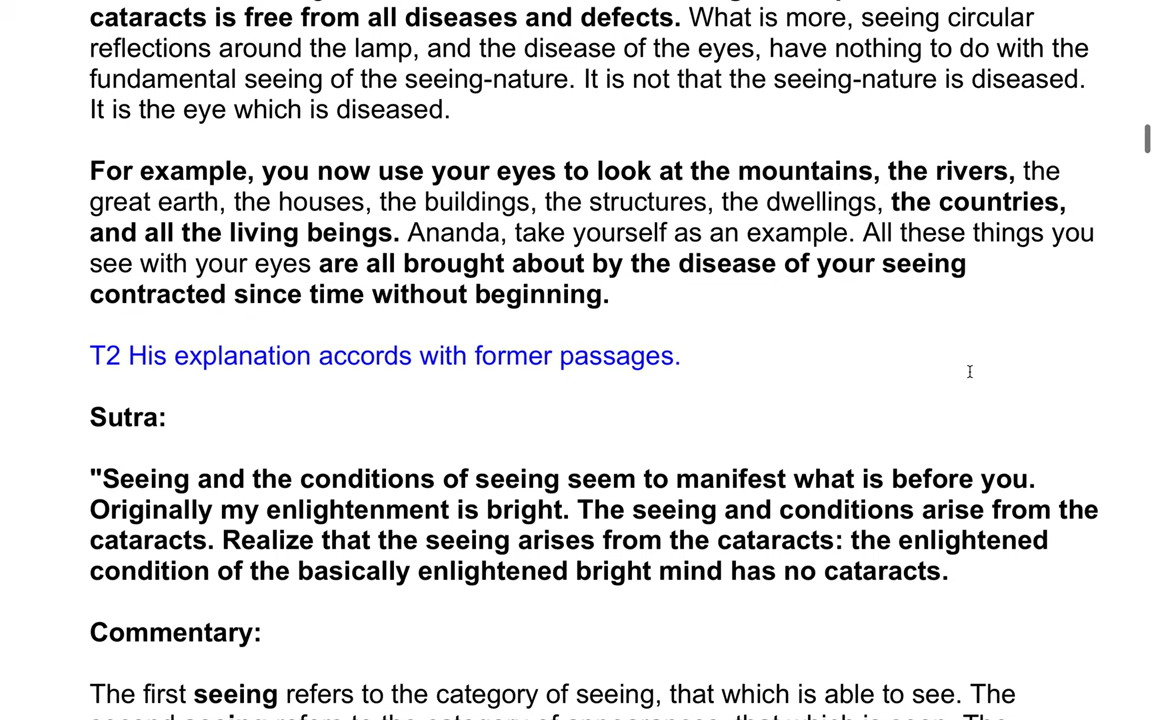 cataracts is free from all diseases and defects. What is more, seeing circular
reflections around the lamp, and the disease of the eyes, have nothing to do with the
fundamental seeing of the seeing-nature. It is not that the seeing-nature is diseased.
It is the eye which is diseased.
For example, you now use your eyes to look at the mountains, the rivers, the
great earth, the houses, the buildings, the structures, the dwellings, the countries,
and all the living beings. Ananda, take yourself as an example. All these things you
see with your eyes are all brought about by the disease of your seeing
contracted since time without beginning.
T2 His explanation accords with former passages.
Sutra:
"Seeing and the conditions of seeing seem to manifest what is before you.
Originally my enlightenment is bright. The seeing and conditions arise from the
cataracts. Realize that the seeing arises from the cataracts: the enlightened
condition of the basically enlightened bright mind has no cataracts.
Commentary:
The first seeing refers to the category of seeing, that which is able to see. The